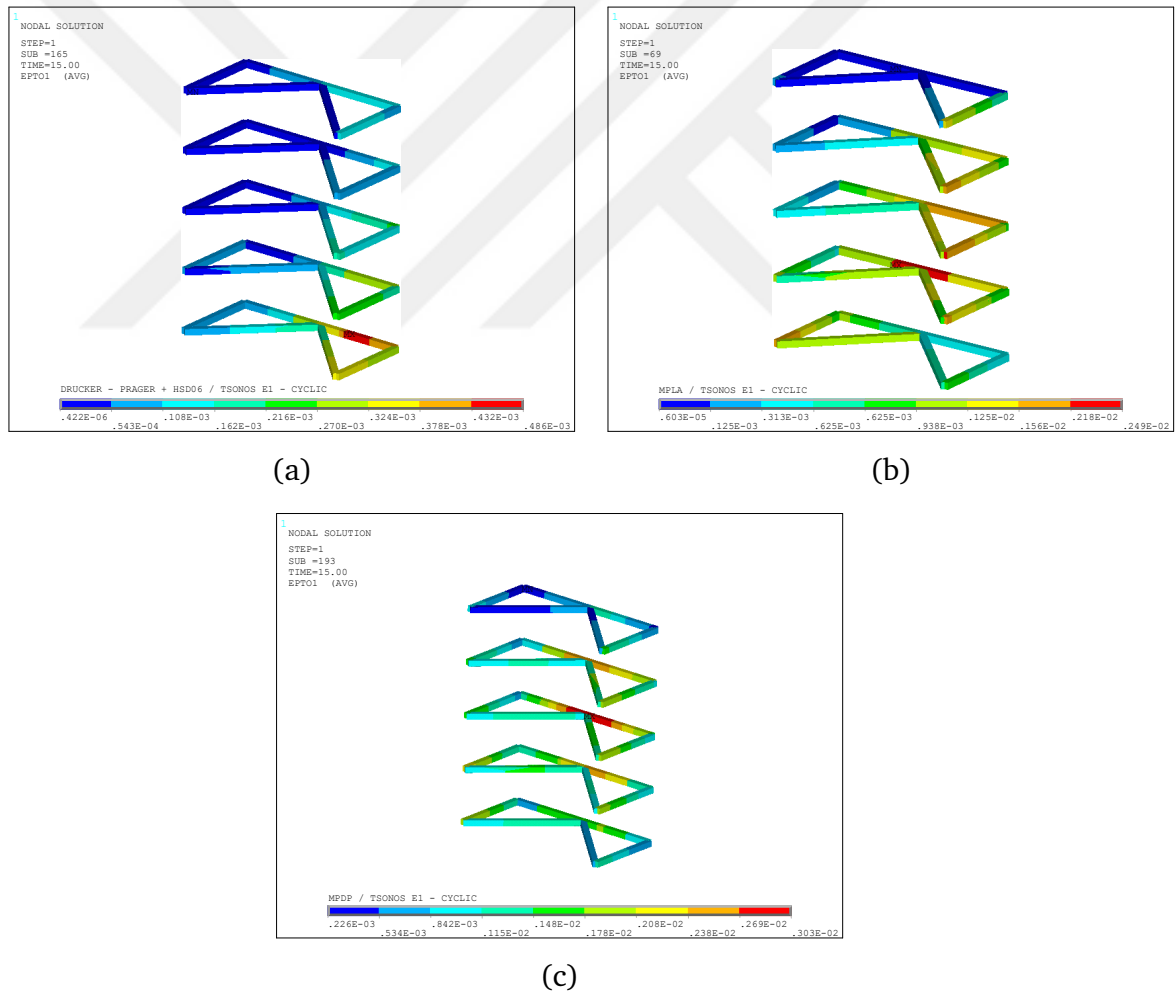 1
NODAL SOLUTION
STEP=1
SUB =165
TIME=15.00
EPTO1 (AVG)
DRUCKER - PRAGER + HSD06 / TSONOS E1 - CYCLIC
.422E-06 .108E-03 .216E-03 .324E-03 .432E-03
.543E-04 .162E-03 .270E-03 .378E-03 .486E-03
(a)
1
NODAL SOLUTION
STEP=1
SUB =69
TIME=15.00
EPTO1 (AVG)
MPLA / TSONOS E1 - CYCLIC
.603E-05 .313E-03 .625E-03 .125E-02 .218E-02
.125E-03 .625E-03 .938E-03 .156E-02 .249E-02
(b)
1
NODAL SOLUTION
STEP=1
SUB =193
TIME=15.00
EPTO1 (AVG)
MPDP / TSONOS E1 - CYCLIC
.226E-03 .842E-03 .148E-02 .208E-02 .269E-02
.534E-03 .115E-02 .178E-02 .238E-02 .303E-02
(c)